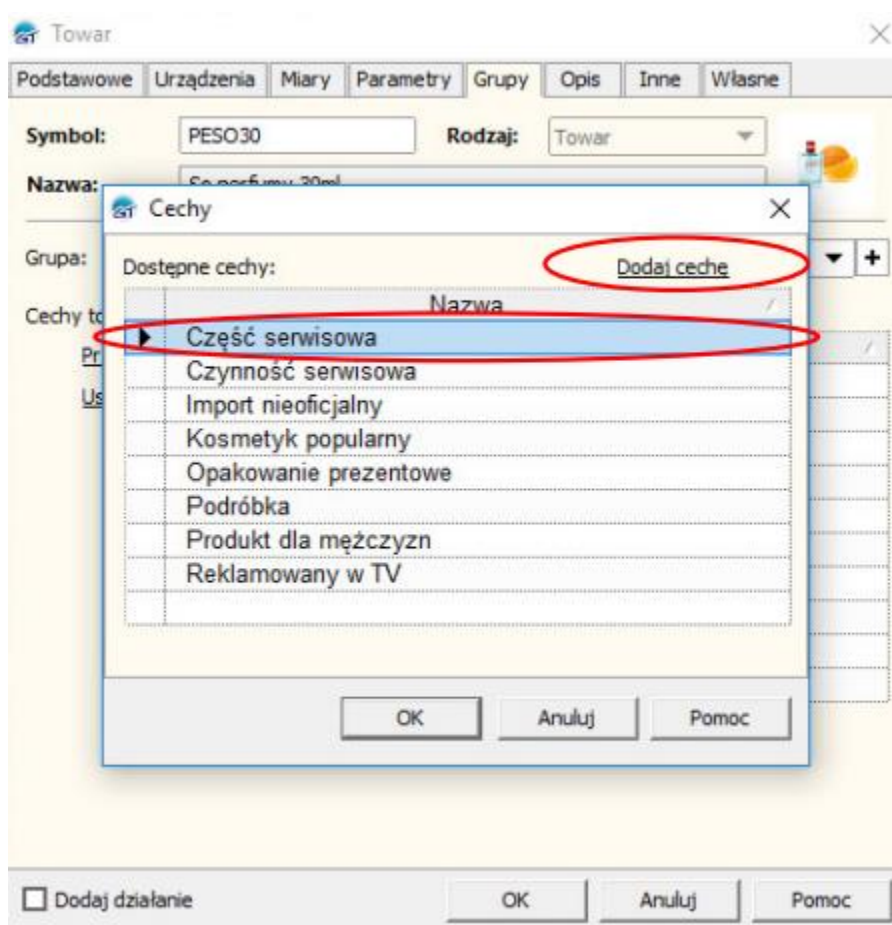 Towar
Podstawowe Urządzenia Miary Parametry Grupy Opis Inne Własne
Symbol: PESO30 Rodzaj: Towar
Nazwa:
Cechy
Grupa:
Dostępne cechy: Dodaj cechę
Nazwa
Cechy
Część serwisowa
Czynność serwisowa
Import nieoficjalny
Kosmetyk popularny
Opakowanie prezentowe
Podróbka
Produkt dla mężczyzn
Reklamowany w TV
OK Anuluj Pomoc
Dodaj działanie OK Anuluj Pomoc